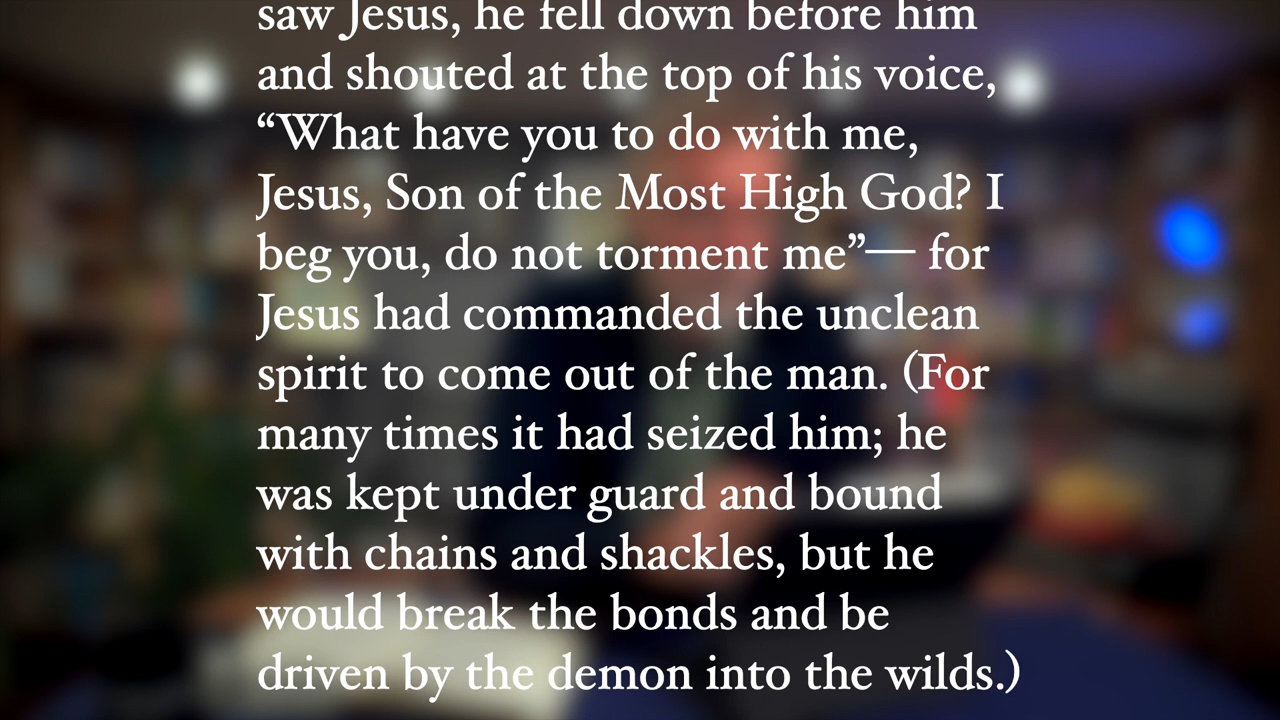 saw Jesus, he fell down before him
and shouted at the top of his voice,
“What have you to do with me,
Jesus, Son of the Most High God? I
beg you, do not torment me”— for
Jesus had commanded the unclean
spirit to come out of the man. (For
many times it had seized him; he
was kept under guard and bound
with chains and shackles, but he
would break the bonds and be
driven by the demon into the wilds.)